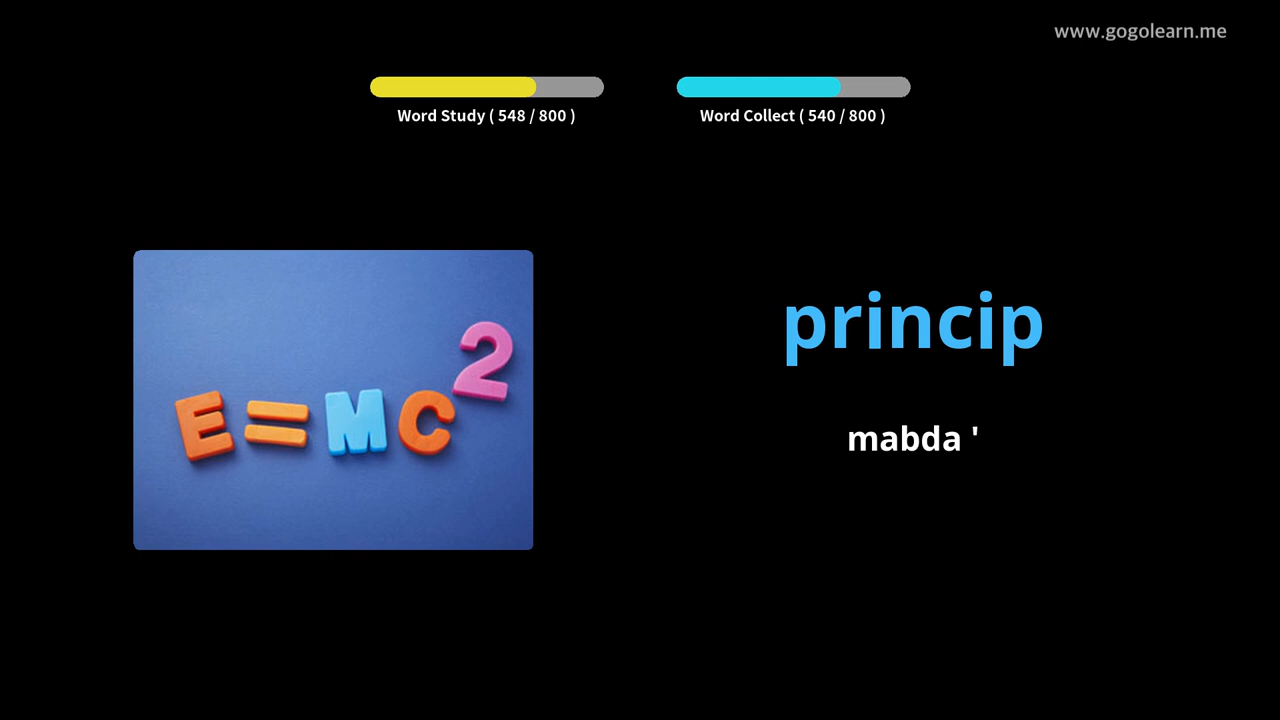 www.gogolearn.me
Word Study ( 548 / 800 )
Word Collect ( 540 / 800 )
E=MC²
princip
mabda '